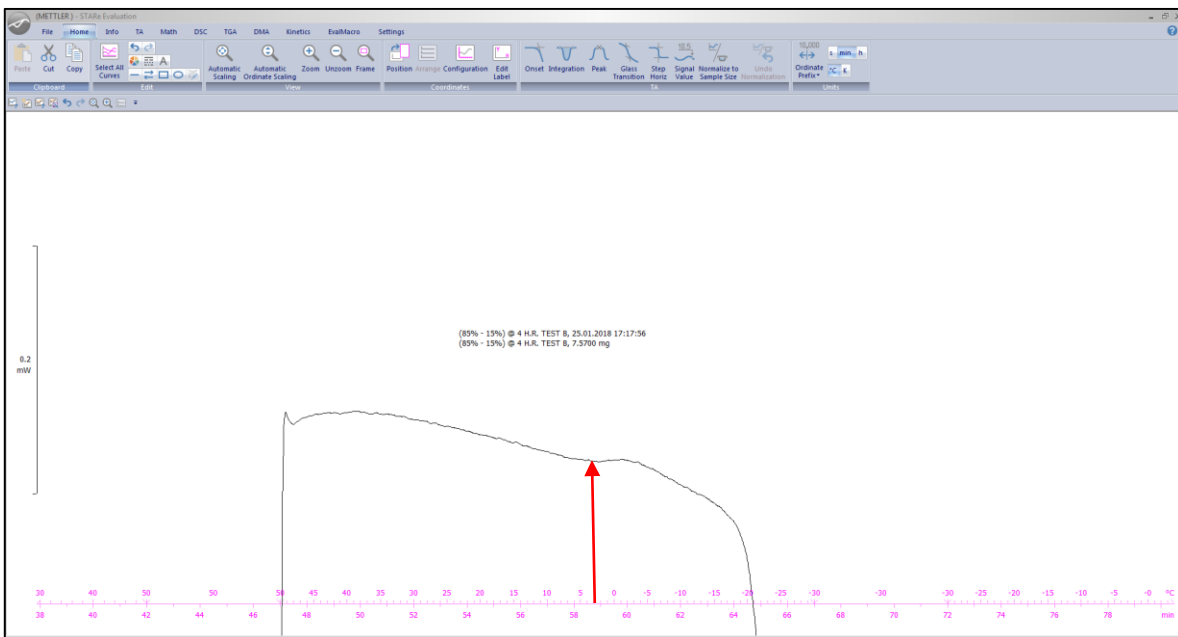 (METTLER ) - STARe Evaluation
File Home Info TA Math DSC TGA DMA Kinetics EvalMacro Settings
Paste Cut Copy Select All Curves A Automatic Scaling Automatic Ordinate Scaling Zoom Unzoom Frame Position Arrange Configuration Edit Label Onset Integration Peak Glass Transition Step Horiz Signal Value Normalize to Sample Size Undo Normalization Ordinate Prefix s min h °C K
Clipboard Edit View Coordinates TA Units
(85% - 15%) @ 4 H.R. TEST B, 25.01.2018 17:17:56
(85% - 15%) @ 4 H.R. TEST B, 7.5700 mg
0.2
mW
30 40 50 50 50 45 40 35 30 25 20 15 10 5 0 -5 -10 -15 -20 -25 -30 -30 -30 -25 -20 -15 -10 -5 -0 °C
38 40 42 44 46 48 50 52 54 56 58 60 62 64 66 68 70 72 74 76 78 min